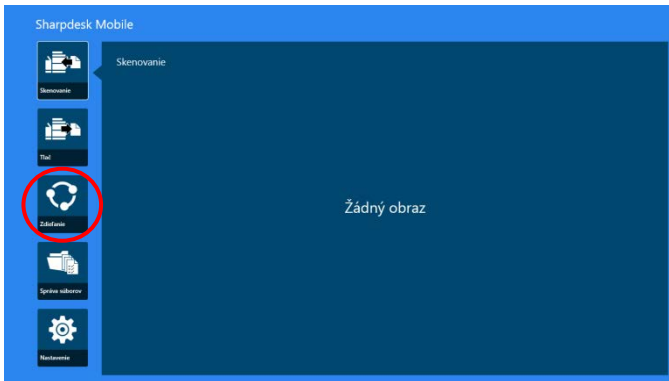 Sharpdesk Mobile
Skenovanie
Skenovanie
Tlač
Zdieľanie
Žádný obraz
Správa súborov
Nastavenie